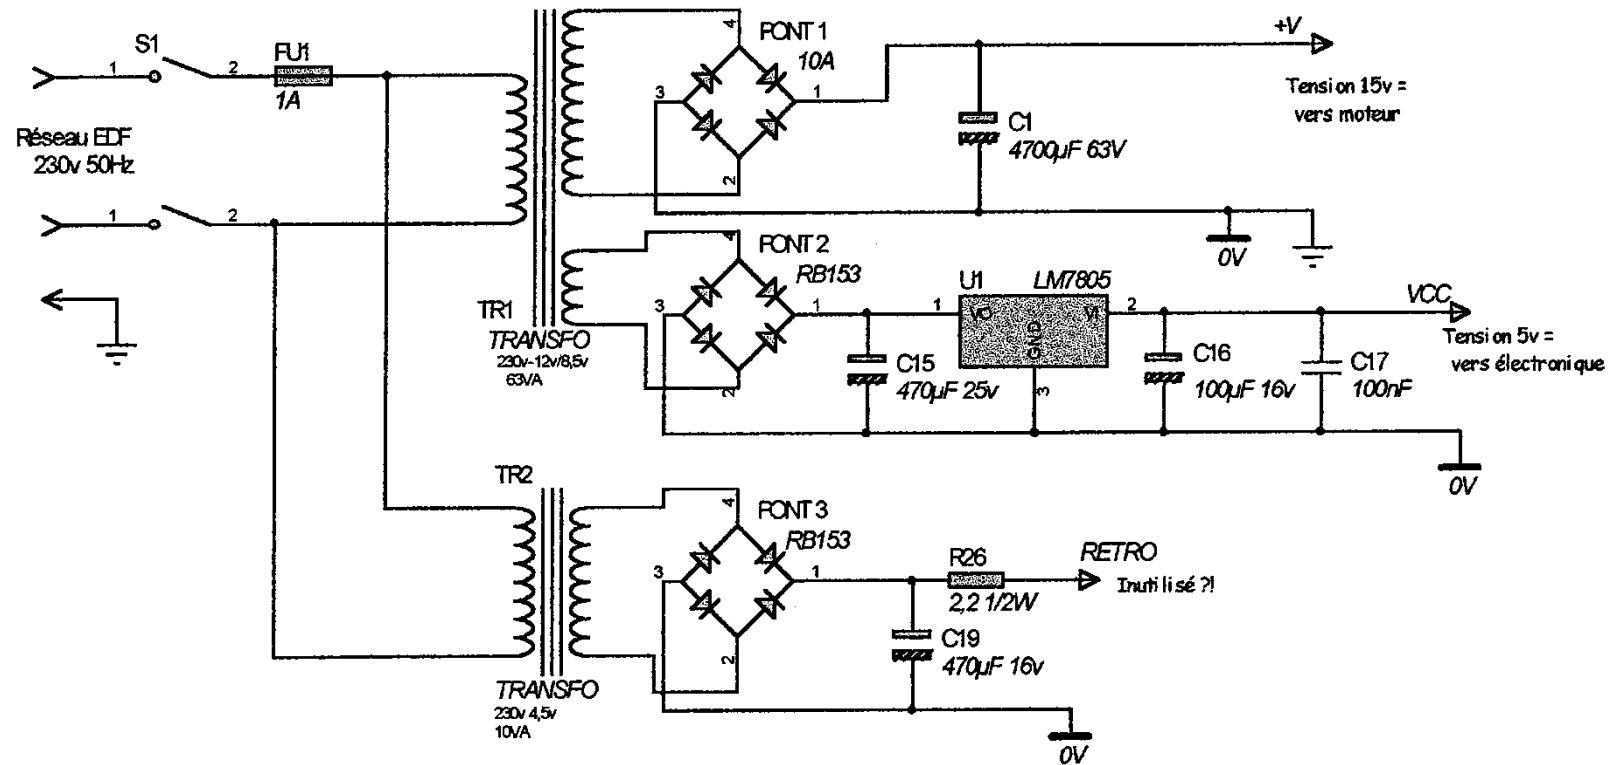 S1
1
2
FU1
1A
Réseau EDF
230v 50Hz
1
2
TR1
TRANSFO
230v-12v/8,5v
63VA
4
PONT 1
10A
3
1
2
C1
4700µF 63V
+V
Tension 15v =
vers moteur
0V
4
PONT 2
RB153
3
1
2
C15
470µF 25v
U1
LM7805
1
VO
VI
GND
2
3
C16
100µF 16v
C17
100nF
VCC
Tension 5v =
vers électronique
0V
TR2
TRANSFO
230v 4,5v
10VA
4
PONT 3
RB153
3
1
2
R26
2,2 1/2W
C19
470µF 16v
RETRO
Inutilisé ?!
0V